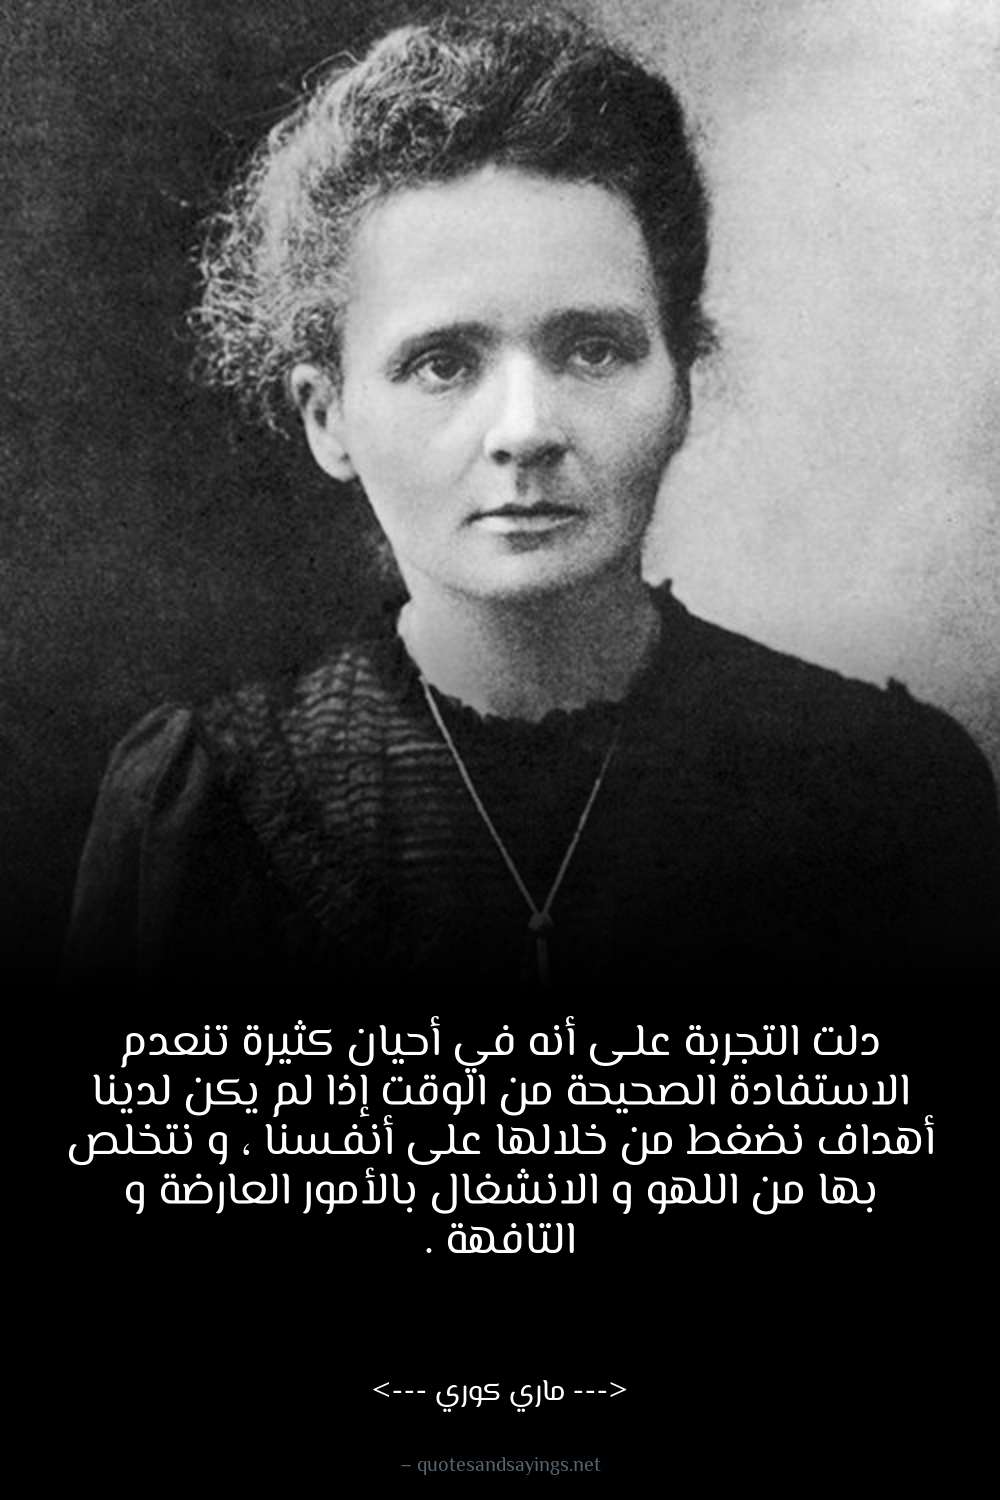 دلت التجربة على أنه في أحيان كثيرة تنعدم
الاستفادة الصحيحة من الوقت إذا لم يكن لدينا
أهداف نضغط من خلالها على أنفسنا ، و نتخلص
بها من اللهو و الانشغال بالأمور العارضة و
التافهة .
<--- ماري كوري --->
– quotesandsayings.net